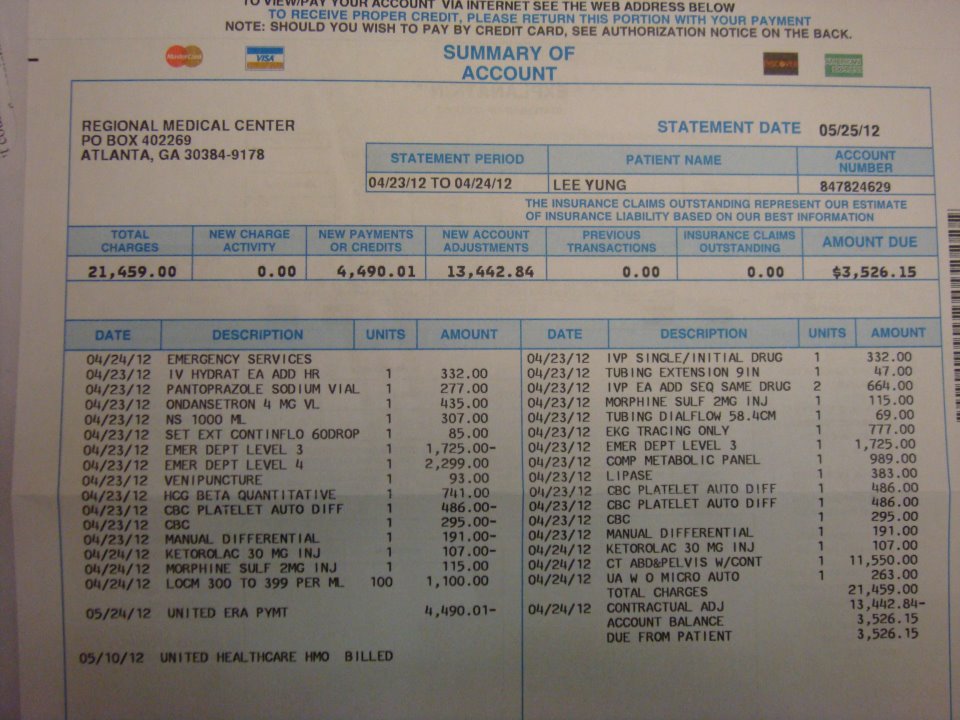 TO VIEW/PAY YOUR ACCOUNT VIA INTERNET SEE THE WEB ADDRESS BELOW
TO RECEIVE PROPER CREDIT, PLEASE RETURN THIS PORTION WITH YOUR PAYMENT
NOTE: SHOULD YOU WISH TO PAY BY CREDIT CARD, SEE AUTHORIZATION NOTICE ON THE BACK.
MasterCard VISA SUMMARY OF ACCOUNT DISCOVER AMERICAN EXPRESS
REGIONAL MEDICAL CENTER
PO BOX 402269
ATLANTA, GA 30384-9178
STATEMENT DATE 05/25/12
STATEMENT PERIOD PATIENT NAME ACCOUNT NUMBER
04/23/12 TO 04/24/12 LEE YUNG 847824629
THE INSURANCE CLAIMS OUTSTANDING REPRESENT OUR ESTIMATE
OF INSURANCE LIABILITY BASED ON OUR BEST INFORMATION
TOTAL CHARGES NEW CHARGE ACTIVITY NEW PAYMENTS OR CREDITS NEW ACCOUNT ADJUSTMENTS PREVIOUS TRANSACTIONS INSURANCE CLAIMS OUTSTANDING AMOUNT DUE
21,459.00 0.00 4,490.01 13,442.84 0.00 0.00 $3,526.15
DATE DESCRIPTION UNITS AMOUNT
04/24/12 EMERGENCY SERVICES
04/23/12 IV HYDRAT EA ADD HR 1 332.00
04/23/12 PANTOPRAZOLE SODIUM VIAL 1 277.00
04/23/12 ONDANSETRON 4 MG VL 1 435.00
04/23/12 NS 1000 ML 1 307.00
04/23/12 SET EXT CONTINFLO 60DROP 1 85.00
04/23/12 EMER DEPT LEVEL 3 1 1,725.00-
04/23/12 EMER DEPT LEVEL 4 1 2,299.00
04/23/12 VENIPUNCTURE 1 93.00
04/23/12 HCG BETA QUANTITATIVE 1 741.00
04/23/12 CBC PLATELET AUTO DIFF 1 486.00-
04/23/12 CBC 1 295.00-
04/23/12 MANUAL DIFFERENTIAL 1 191.00-
04/24/12 KETOROLAC 30 MG INJ 1 107.00-
04/24/12 MORPHINE SULF 2MG INJ 1 115.00
04/24/12 LOCM 300 TO 399 PER ML 100 1,100.00
05/24/12 UNITED ERA PYMT 4,490.01-
05/10/12 UNITED HEALTHCARE HMO BILLED
DATE DESCRIPTION UNITS AMOUNT
04/23/12 IVP SINGLE/INITIAL DRUG 1 332.00
04/23/12 TUBING EXTENSION 9IN 1 47.00
04/23/12 IVP EA ADD SEQ SAME DRUG 2 664.00
04/23/12 MORPHINE SULF 2MG INJ 1 115.00
04/23/12 TUBING DIALFLOW 58.4CM 1 69.00
04/23/12 EKG TRACING ONLY 1 777.00
04/23/12 EMER DEPT LEVEL 3 1 1,725.00
04/23/12 COMP METABOLIC PANEL 1 989.00
04/23/12 LIPASE 1 383.00
04/23/12 CBC PLATELET AUTO DIFF 1 486.00
04/23/12 CBC PLATELET AUTO DIFF 1 486.00
04/23/12 CBC 1 295.00
04/23/12 MANUAL DIFFERENTIAL 1 191.00
04/24/12 KETOROLAC 30 MG INJ 1 107.00
04/24/12 CT ABD&PELVIS W/CONT 1 11,550.00
04/24/12 UA W O MICRO AUTO 1 263.00
TOTAL CHARGES 21,459.00
04/24/12 CONTRACTUAL ADJ 13,442.84-
ACCOUNT BALANCE 3,526.15
DUE FROM PATIENT 3,526.15